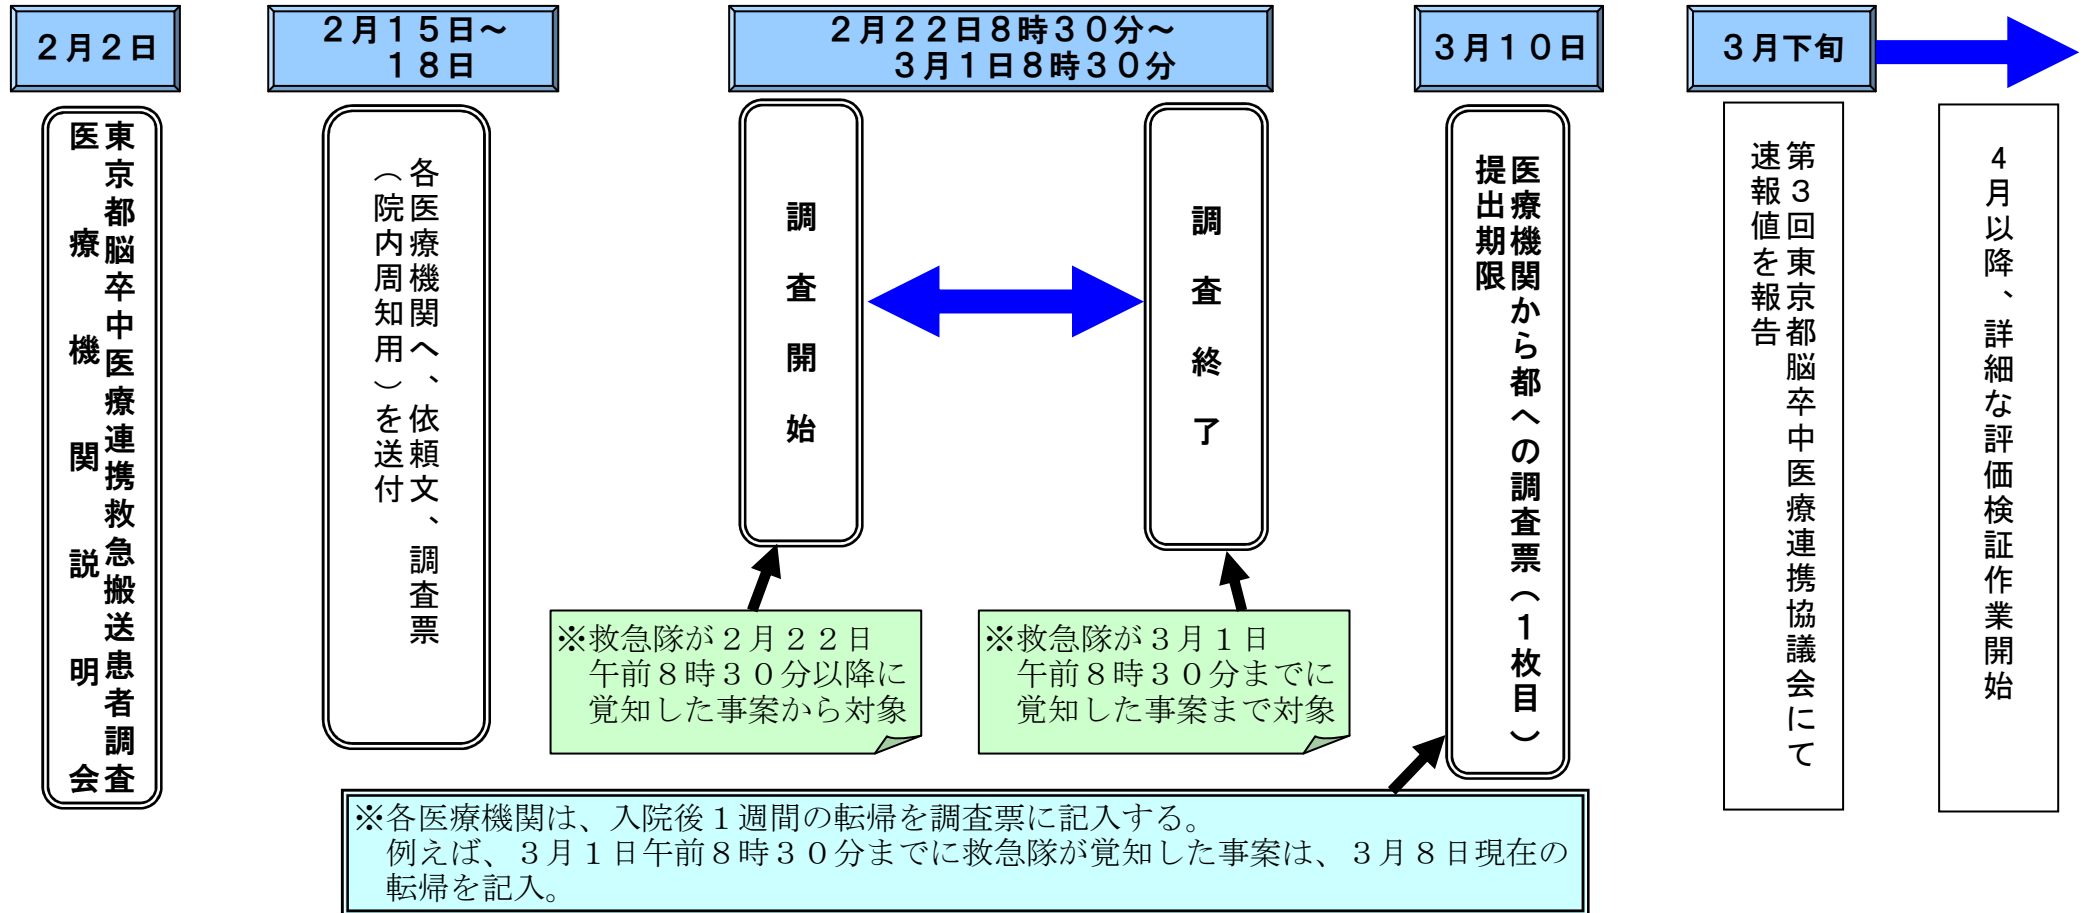 ２月２日
２月１５日～
１８日
２月２２日８時３０分～
３月１日８時３０分
３月１０日
３月下旬
東京都脳卒中医療連携救急搬送患者調査
医療機関説明会
各医療機関へ、依頼文、調査票
（院内周知用）を送付
調査開始
調査終了
医療機関から都への調査票（１枚目）
提出期限
第３回東京都脳卒中医療連携協議会にて
速報値を報告
４月以降、詳細な評価検証作業開始
※救急隊が２月２２日
午前８時３０分以降に
覚知した事案から対象
※救急隊が３月１日
午前８時３０分までに
覚知した事案まで対象
※各医療機関は、入院後１週間の転帰を調査票に記入する。
例えば、３月１日午前８時３０分までに救急隊が覚知した事案は、３月８日現在の
転帰を記入。